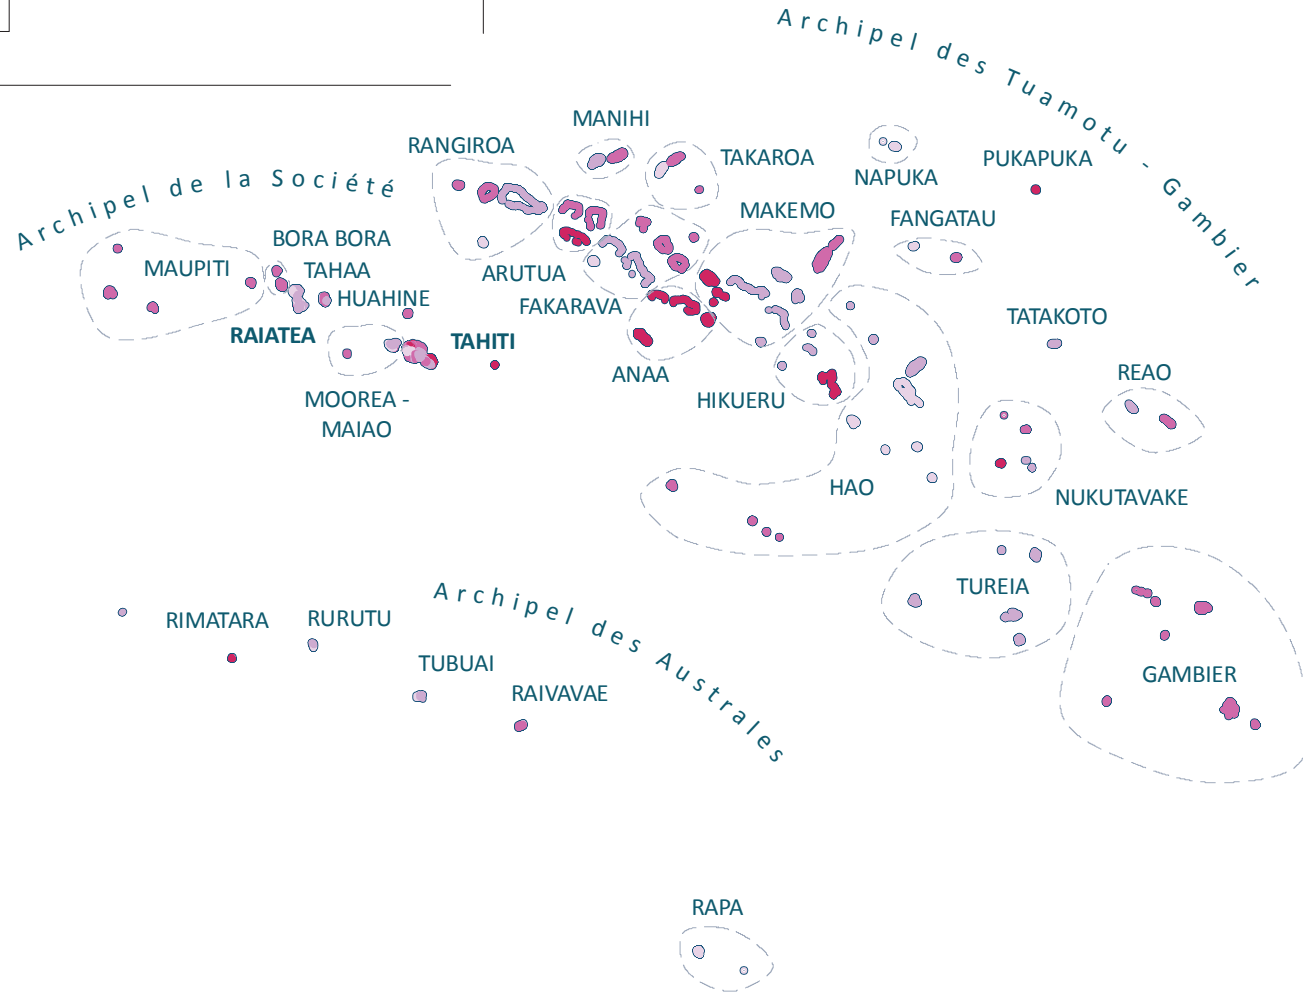 Archipel des Tuamotu - Gambier
MANIHI
RANGIROA
TAKAROA
PUKAPUKA
NAPUKA
Archipel de la Société
MAKEMO
FANGATAU
BORA BORA
MAUPITI
TAHAA
ARUTUA
HUAHINE
FAKARAVA
TATAKOTO
RAIATEA
TAHITI
ANAA
REAO
HIKUERU
MOOREA -
MAIAO
HAO
NUKUTAVAKE
TUREIA
Archipel des Australes
RIMATARA
RURUTU
TUBUAI
GAMBIER
RAIVAVAE
RAPA